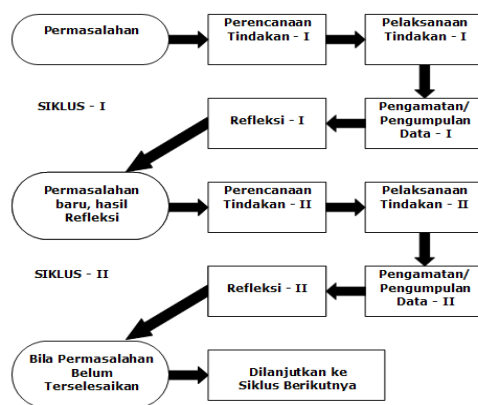 Permasalahan
Perencanaan
Tindakan - I
Pelaksanaan
Tindakan - I
SIKLUS - I
Refleksi - I
Pengamatan/
Pengumpulan
Data - I
Permasalahan
baru, hasil
Refleksi
Perencanaan
Tindakan - II
Pelaksanaan
Tindakan - II
SIKLUS - II
Refleksi - II
Pengamatan/
Pengumpulan
Data - II
Bila Permasalahan
Belum
Terselesaikan
Dilanjutkan ke
Siklus Berikutnya